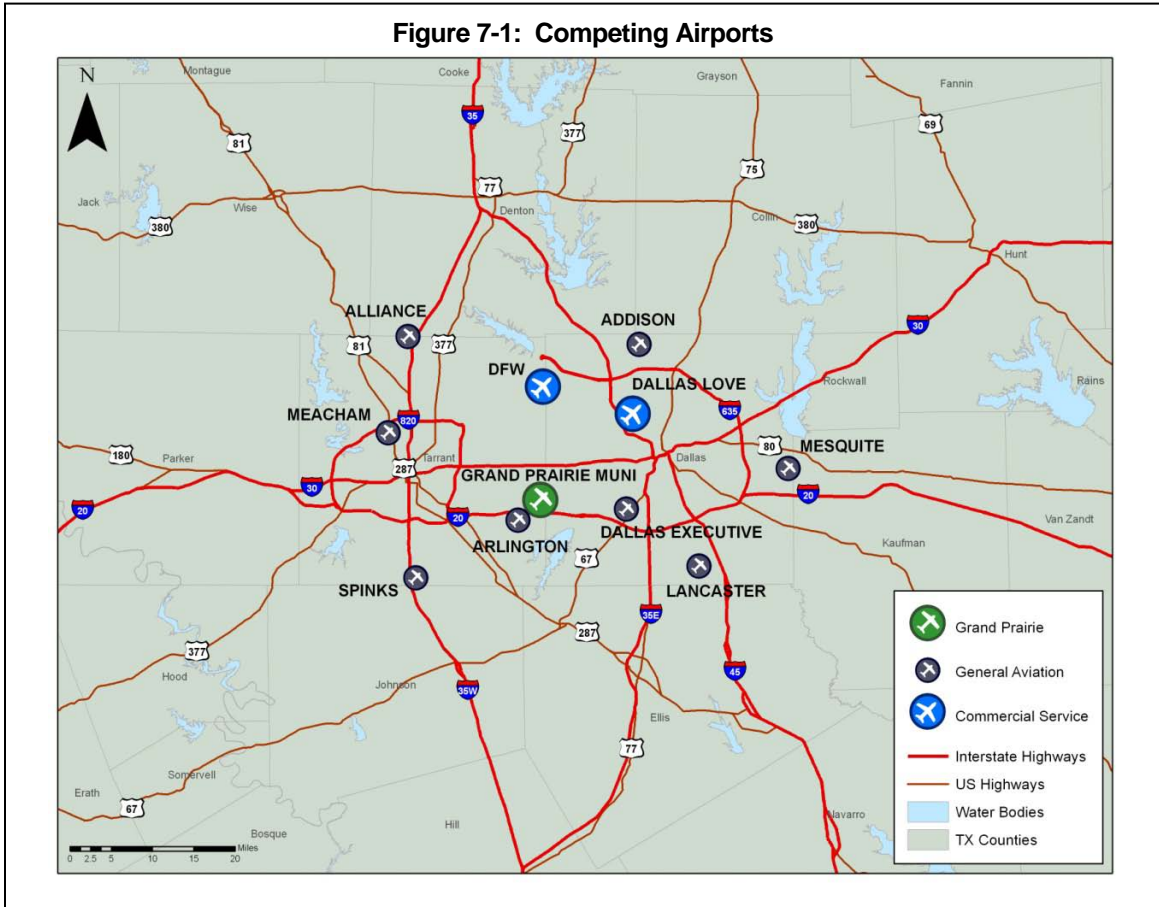 Figure 7-1: Competing Airports
N
Montague
Cooke
Grayson
Fannin
35
377
69
81
75
77
Jack
Wise
Denton
Collin
380
380
Hunt
ALLIANCE
ADDISON
30
81
377
DFW
DALLAS LOVE
Rockwall
Rains
MEACHAM
820
635
180
Parker
Tarrant
287
Dallas
80
MESQUITE
30
GRAND PRAIRIE MUNI
20
20
20
ARLINGTON
DALLAS EXECUTIVE
Van Zandt
Kaufman
67
SPINKS
LANCASTER
35E
287
377
Hood
Johnson
35W
45
Ellis
77
Somervell
Erath
67
Bosque
Hill
Navarro
Grand Prairie
General Aviation
Commercial Service
Interstate Highways
US Highways
Water Bodies
TX Counties
Miles
0 2.5 5 10 15 20